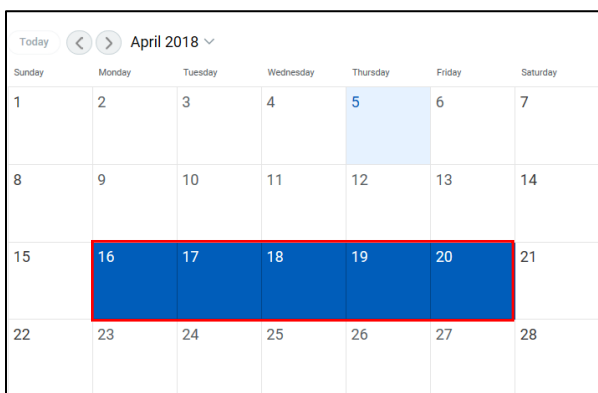 Today April 2018
Sunday Monday Tuesday Wednesday Thursday Friday Saturday
1 2 3 4 5 6 7
8 9 10 11 12 13 14
15 16 17 18 19 20 21
22 23 24 25 26 27 28